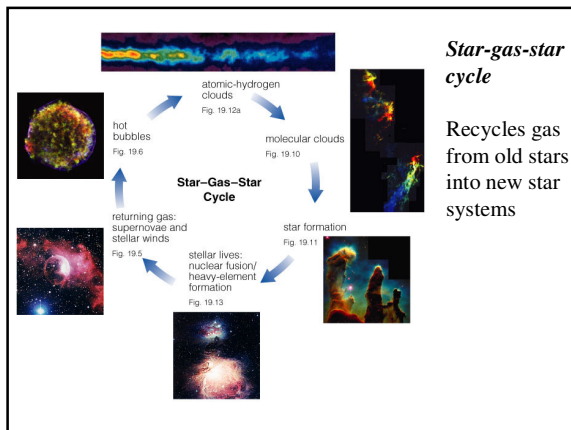 Star-gas-star
cycle
Recycles gas
from old stars
into new star
systems
atomic-hydrogen
clouds
Fig. 19.12a
molecular clouds
Fig. 19.10
star formation
Fig. 19.11
stellar lives:
nuclear fusion/
heavy-element
formation
Fig. 19.13
returning gas:
supernovae and
stellar winds
Fig. 19.5
hot
bubbles
Fig. 19.6
Star–Gas–Star
Cycle